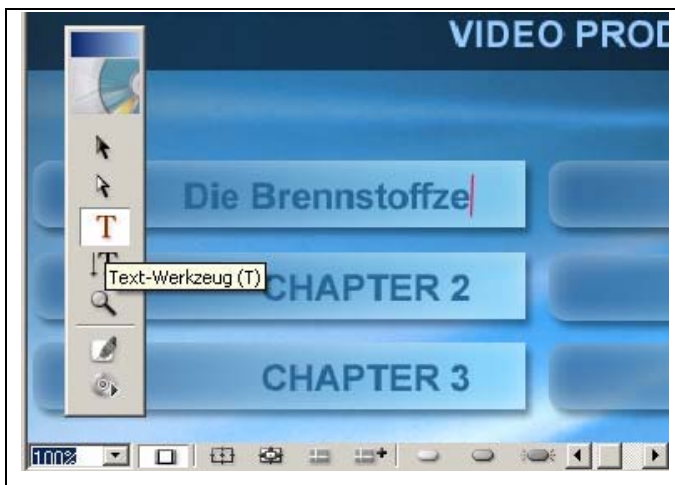 VIDEO PROD
Die Brennstoffze
T
T
Text-Werkzeug (T)
CHAPTER 2
CHAPTER 3
100%